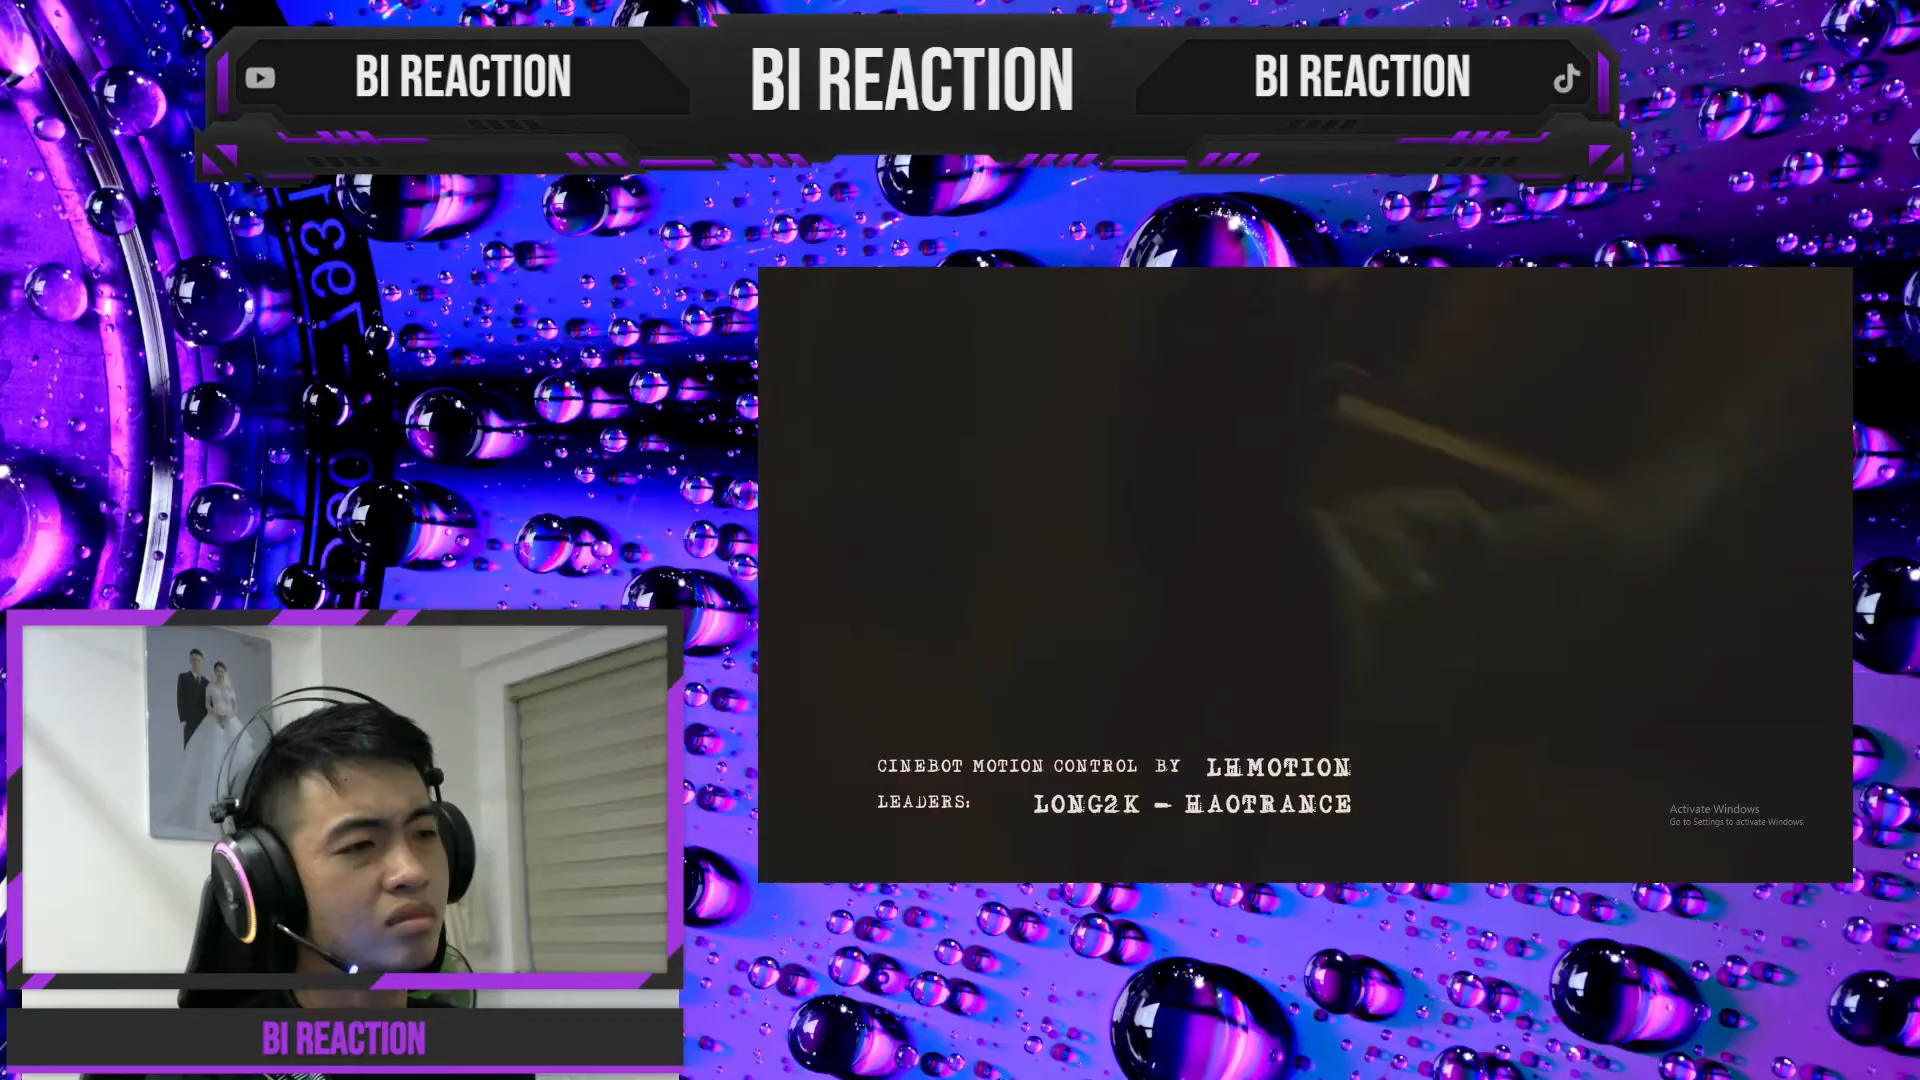 BI REACTION
BI REACTION
BI REACTION
CINEBOT MOTION CONTROL BY LHMOTION
LEADERS: LONG2K – HAOTRANCE
Activate Windows
Go to Settings to activate Windows.
BI REACTION